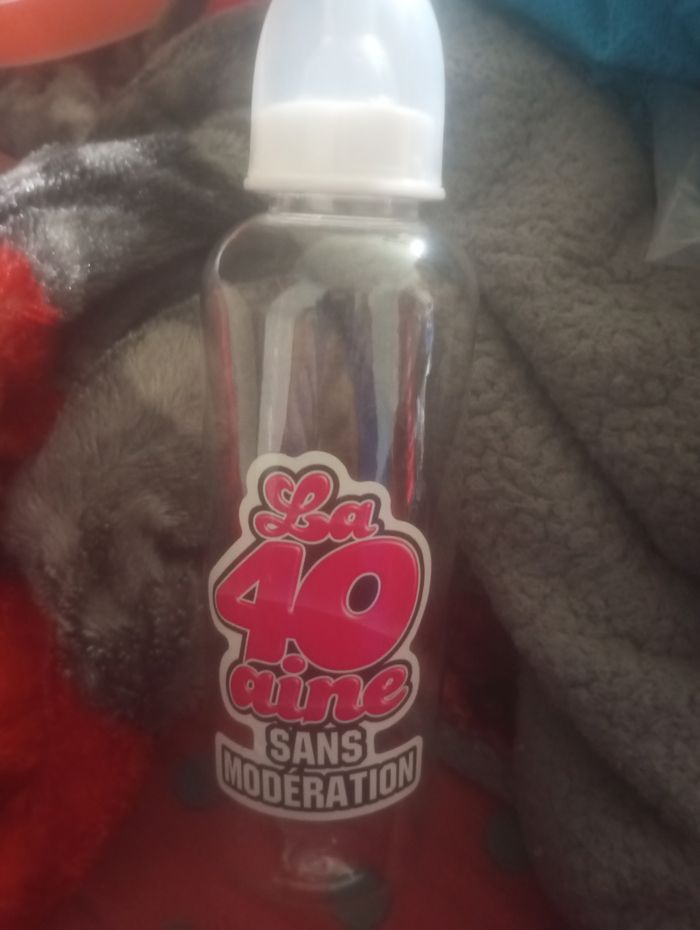 La
40
aine
SANS
MODÉRATION